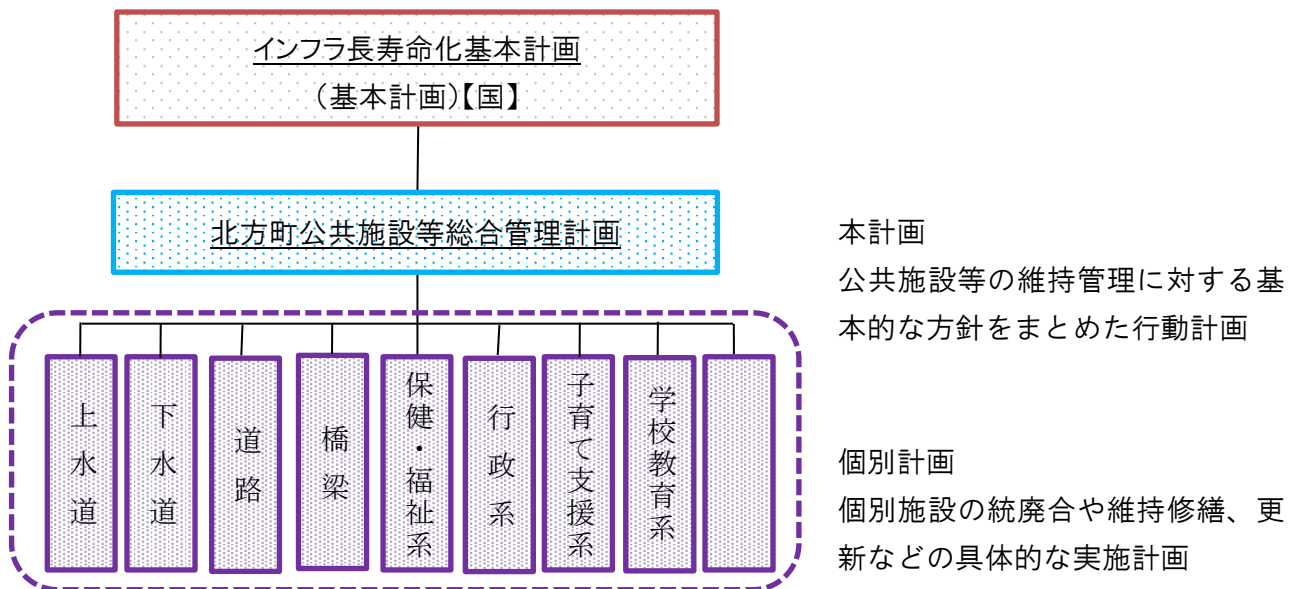 インフラ長寿命化基本計画
（基本計画）【国】
北方町公共施設等総合管理計画
本計画
公共施設等の維持管理に対する基
本的な方針をまとめた行動計画
上水道
下水道
道路
橋梁
保健・福祉系
行政系
子育て支援系
学校教育系
個別計画
個別施設の統廃合や維持修繕、更
新などの具体的な実施計画